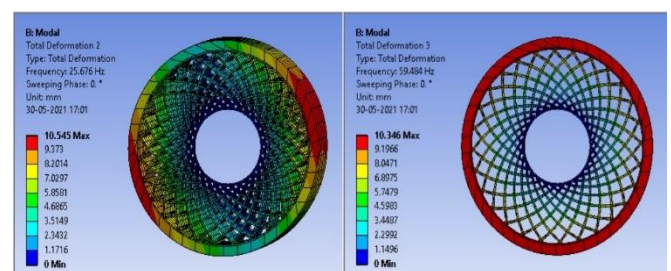 B: Modal
Total Deformation 2
Type: Total Deformation
Frequency: 25.676 Hz
Sweeping Phase: 0. °
Unit: mm
30-05-2021 17:01
10.545 Max
9.373
8.2014
7.0297
5.8581
4.6865
3.5149
2.3432
1.1716
0 Min
B: Modal
Total Deformation 3
Type: Total Deformation
Frequency: 59.484 Hz
Sweeping Phase: 0. °
Unit: mm
30-05-2021 17:01
10.346 Max
9.1966
8.0471
6.8975
5.7479
4.5983
3.4487
2.2992
1.1496
0 Min